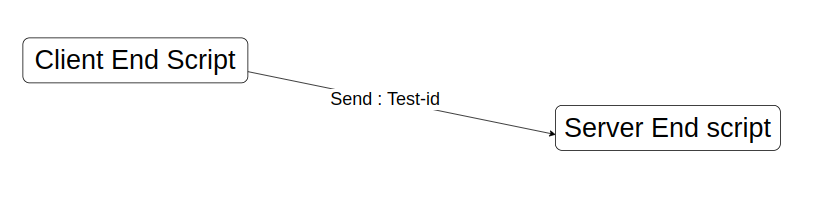 Client End Script
Send : Test-id
Server End script